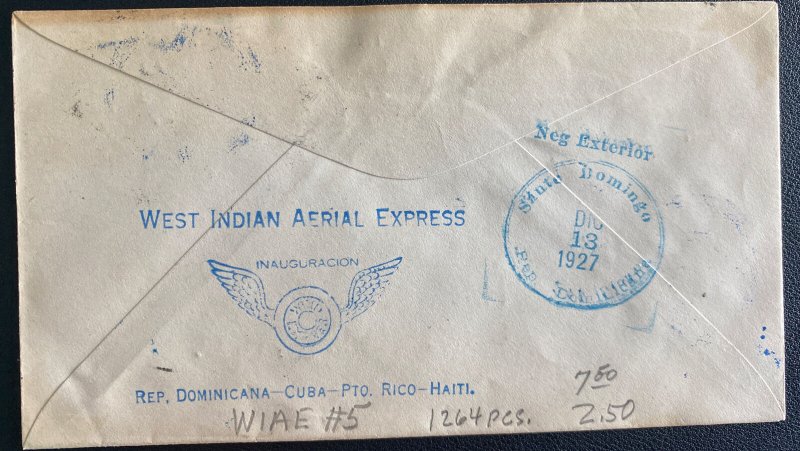 Neg Exterior
Santo Domingo
DIC
13
1927
Rep
WEST INDIAN AERIAL EXPRESS
INAUGURACION
REP. DOMINICANA–CUBA–PTO. RICO–HAITI.
7 50
WIAE #5 1264 PCS. 2.50